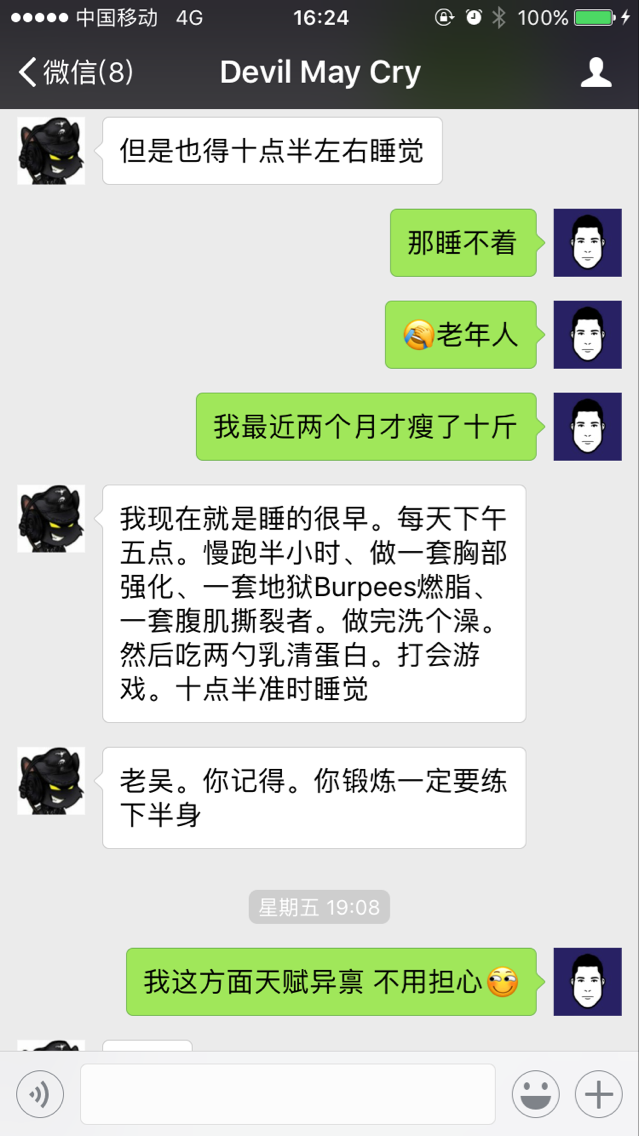 中国移动 4G 16:24 100%
微信(8) Devil May Cry
但是也得十点半左右睡觉
那睡不着
🤣老年人
我最近两个月才瘦了十斤
我现在就是睡的很早。每天下午
五点。慢跑半小时、做一套胸部
强化、一套地狱Burpees燃脂、
一套腹肌撕裂者。做完洗个澡。
然后吃两勺乳清蛋白。打会游
戏。十点半准时睡觉
老吴。你记得。你锻炼一定要练
下半身
星期五 19:08
我这方面天赋异禀 不用担心